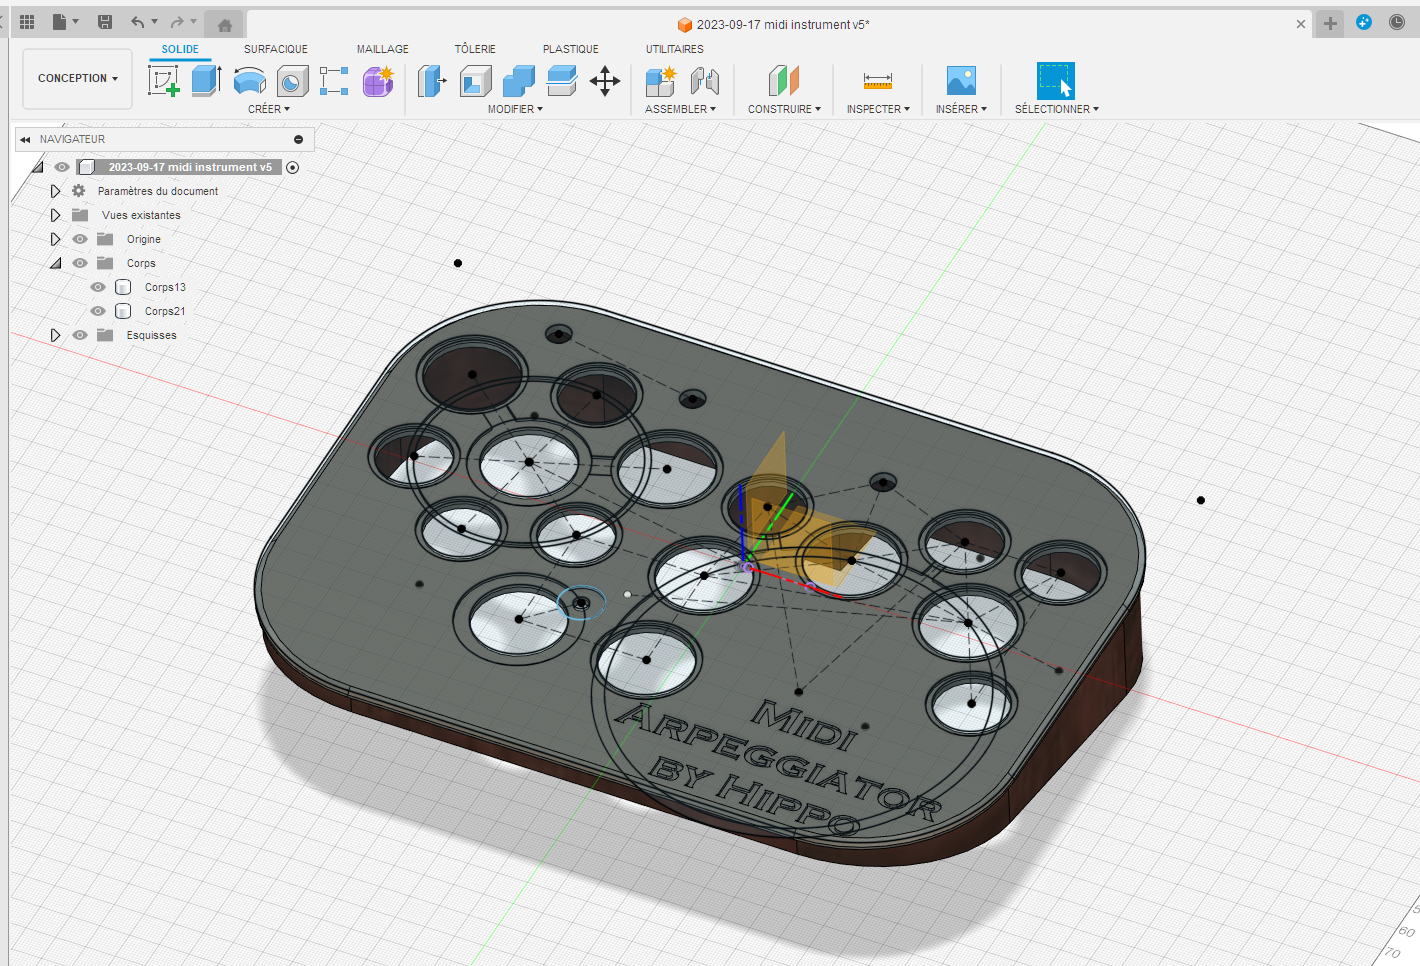 2023-09-17 midi instrument v5*
SOLIDE SURFACIQUE MAILLAGE TÔLERIE PLASTIQUE UTILITAIRES
CONCEPTION
CRÉER MODIFIER ASSEMBLER CONSTRUIRE INSPECTER INSÉRER SÉLECTIONNER
NAVIGATEUR
2023-09-17 midi instrument v5
Paramètres du document
Vues existantes
Origine
Corps
Corps13
Corps21
Esquisses
MIDI
ARPEGGIATOR
BY HIPPO
60
70